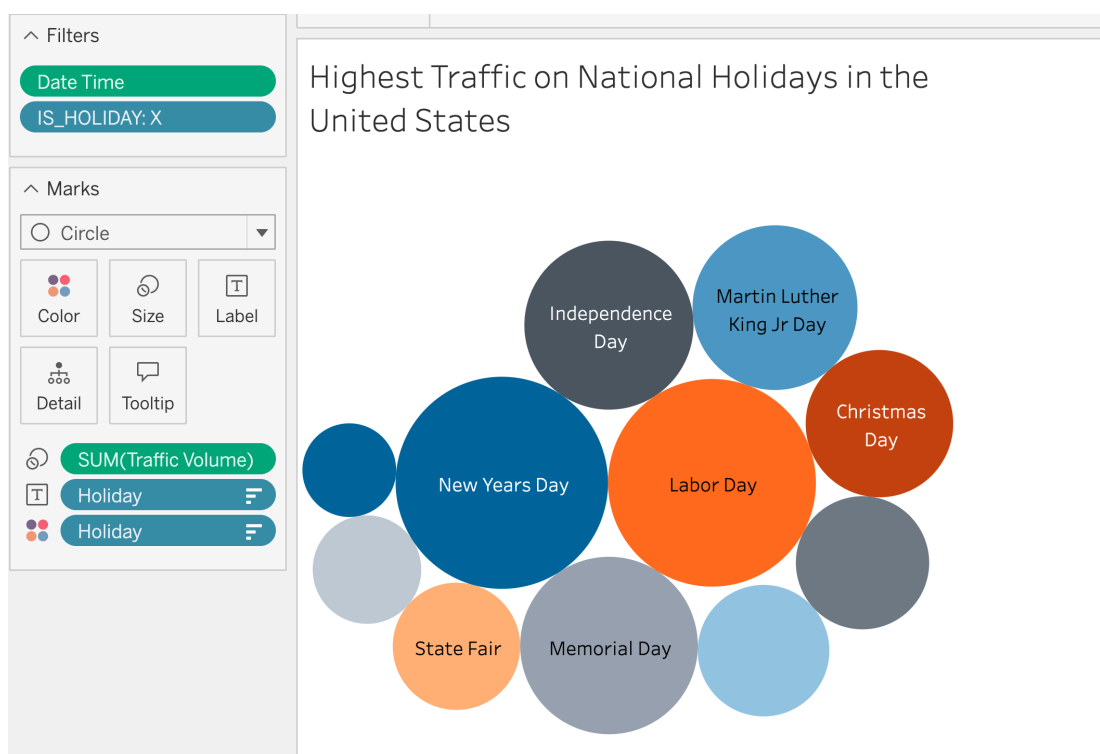 Filters
Date Time
IS_HOLIDAY: X
Marks
Circle
Color
Size
T
Label
Detail
Tooltip
SUM(Traffic Volume)
T
Holiday
Holiday
Highest Traffic on National Holidays in the
United States
Independence
Day
Martin Luther
King Jr Day
Christmas
Day
New Years Day
Labor Day
State Fair
Memorial Day